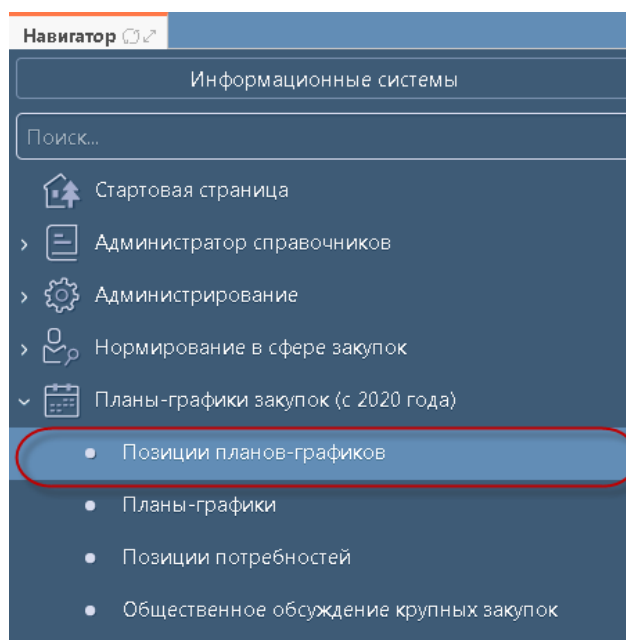 Навигатор
Информационные системы
Поиск...
Стартовая страница
Администратор справочников
Администрирование
Нормирование в сфере закупок
Планы-графики закупок (с 2020 года)
Позиции планов-графиков
Планы-графики
Позиции потребностей
Общественное обсуждение крупных закупок